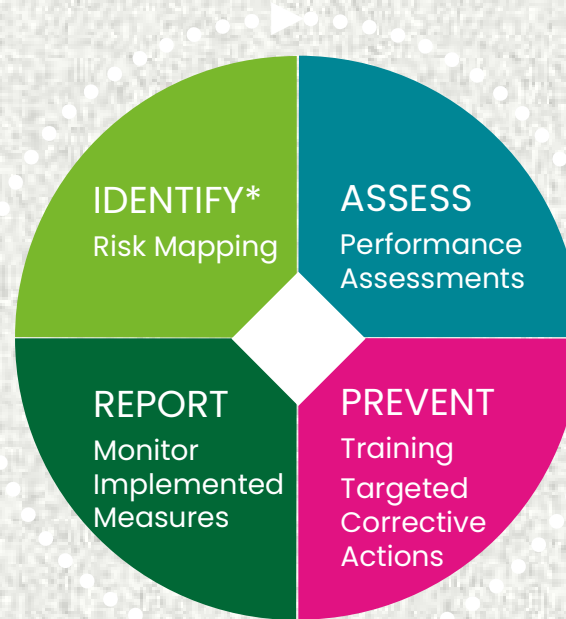 IDENTIFY*
Risk Mapping
ASSESS
Performance
Assessments
REPORT
Monitor
Implemented
Measures
PREVENT
Training
Targeted
Corrective
Actions